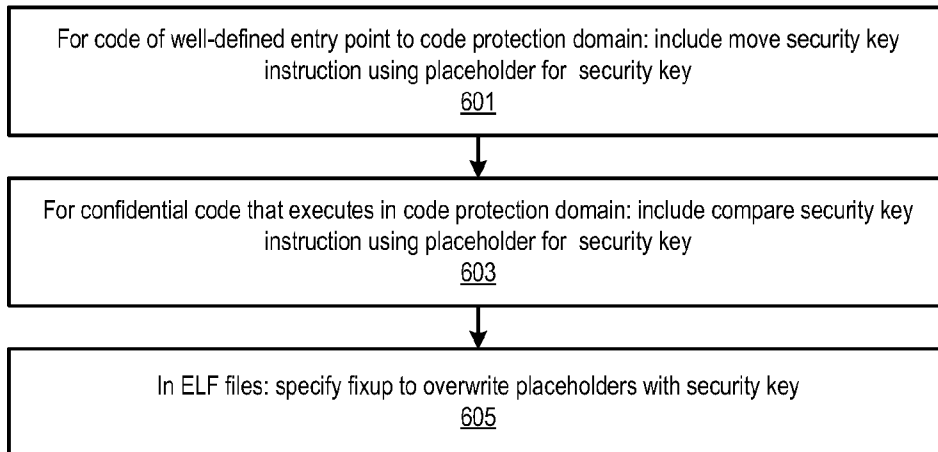 For code of well-defined entry point to code protection domain: include move security key
instruction using placeholder for security key
601
For confidential code that executes in code protection domain: include compare security key
instruction using placeholder for security key
603
In ELF files: specify fixup to overwrite placeholders with security key
605